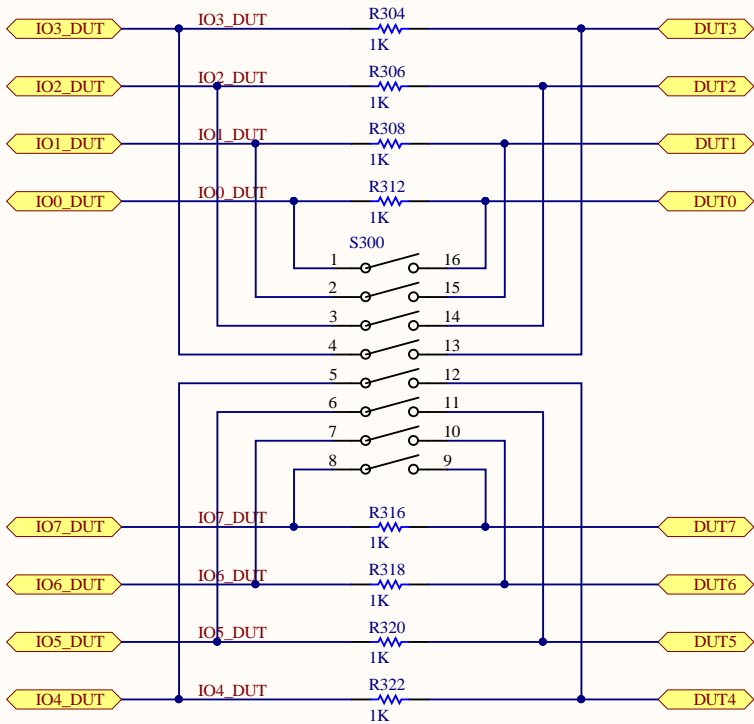 IO3_DUT IO3_DUT R304 1K DUT3
IO2_DUT IO2_DUT R306 1K DUT2
IO1_DUT IO1_DUT R308 1K DUT1
IO0_DUT IO0_DUT R312 1K DUT0
S300
1 16
2 15
3 14
4 13
5 12
6 11
7 10
8 9
IO7_DUT IO7_DUT R316 1K DUT7
IO6_DUT IO6_DUT R318 1K DUT6
IO5_DUT IO5_DUT R320 1K DUT5
IO4_DUT IO4_DUT R322 1K DUT4